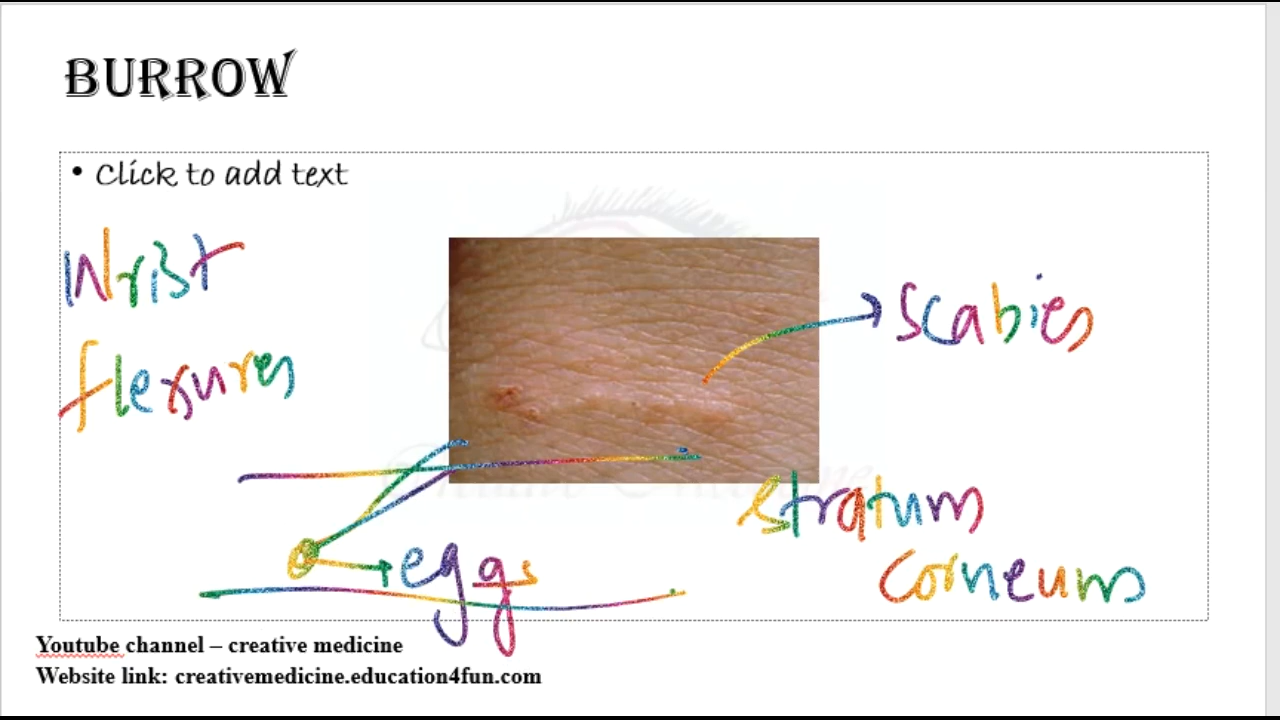 BURROW
• Click to add text
Wrist
flexures
Scabies
stratum
corneum
eggs
Youtube channel – creative medicine
Website link: creativemedicine.education4fun.com